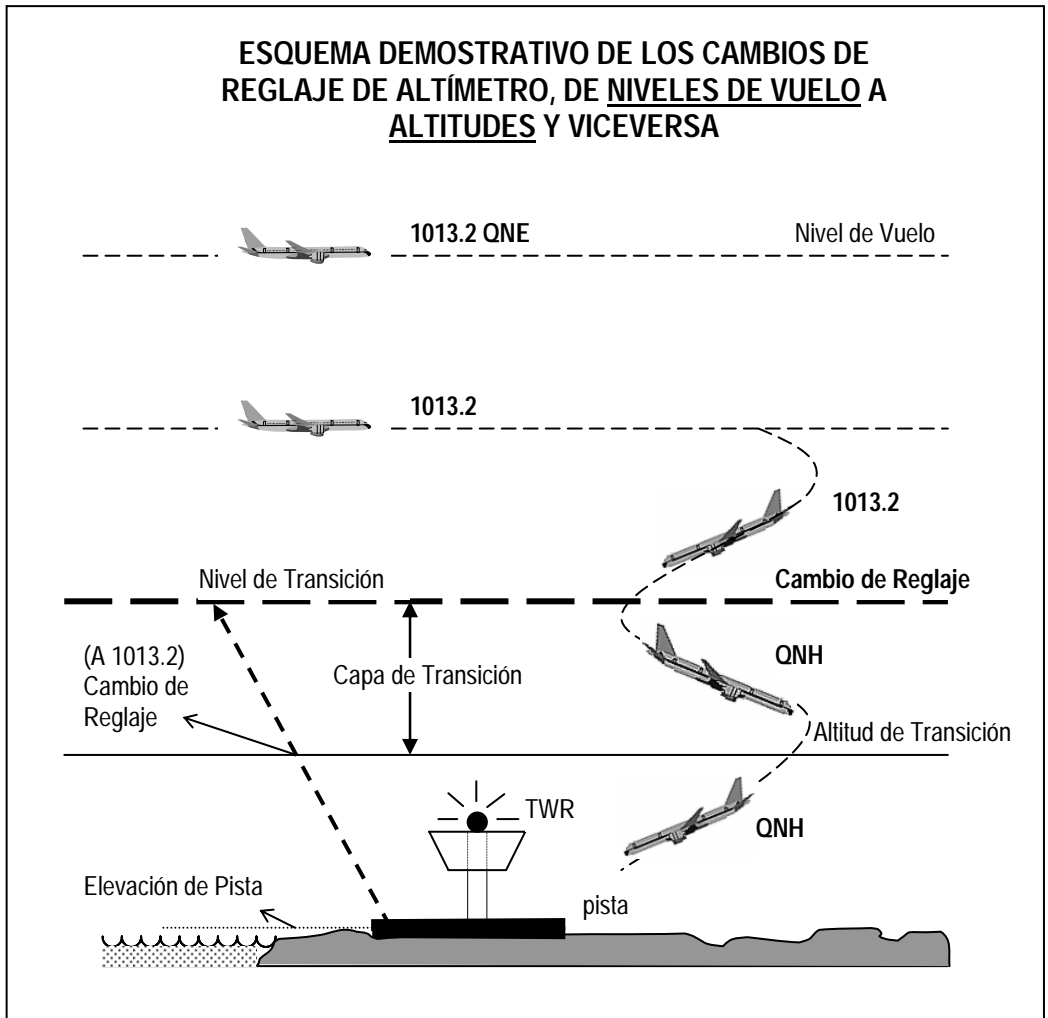 ESQUEMA DEMOSTRATIVO DE LOS CAMBIOS DE
REGLAJE DE ALTÍMETRO, DE NIVELES DE VUELO A
ALTITUDES Y VICEVERSA
1013.2 QNE
Nivel de Vuelo
1013.2
1013.2
Nivel de Transición
Cambio de Reglaje
(A 1013.2)
Cambio de
Reglaje
Capa de Transición
QNH
Altitud de Transición
TWR
QNH
Elevación de Pista
pista